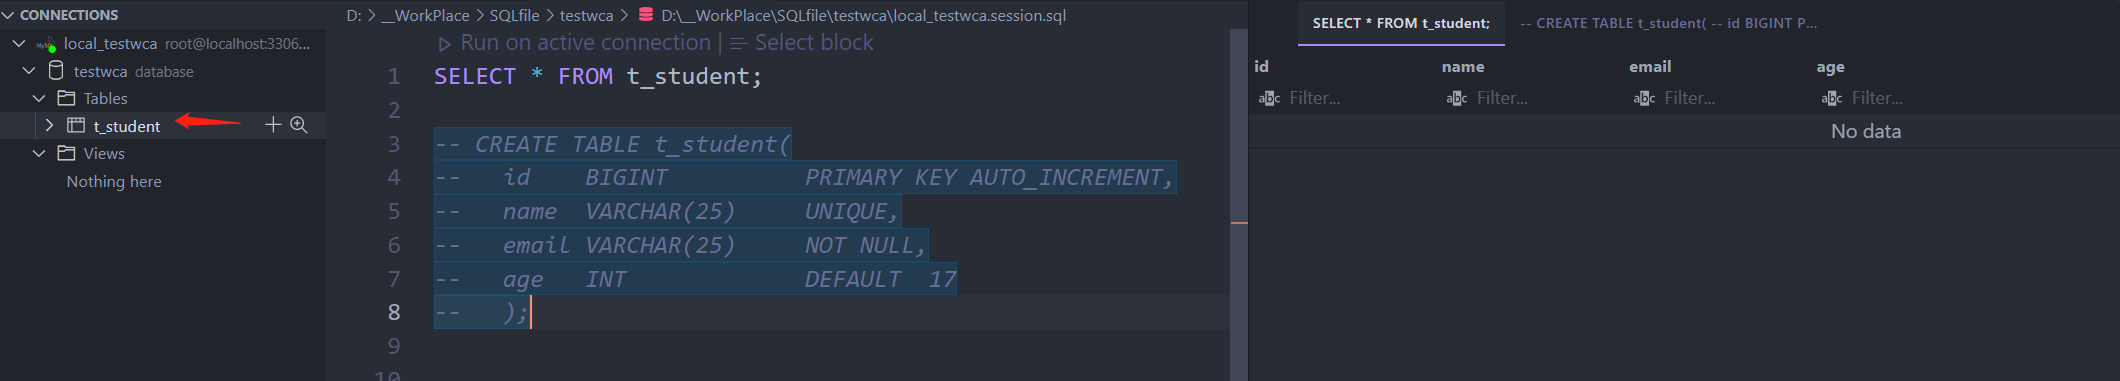 CONNECTIONS
local_testwca root@localhost:3306...
testwca database
Tables
t_student
Views
Nothing here
D: > __WorkPlace > SQLfile > testwca > D:\__WorkPlace\SQLfile\testwca\local_testwca.session.sql
Run on active connection | Select block
1 SELECT * FROM t_student;
2
3 -- CREATE TABLE t_student(
4 --   id    BIGINT          PRIMARY KEY AUTO_INCREMENT,
5 --   name  VARCHAR(25)     UNIQUE,
6 --   email VARCHAR(25)     NOT NULL,
7 --   age   INT             DEFAULT  17
8 --   );
9
10
SELECT * FROM t_student; -- CREATE TABLE t_student( -- id BIGINT P...
id name email age
abc Filter... abc Filter... abc Filter... abc Filter...
No data